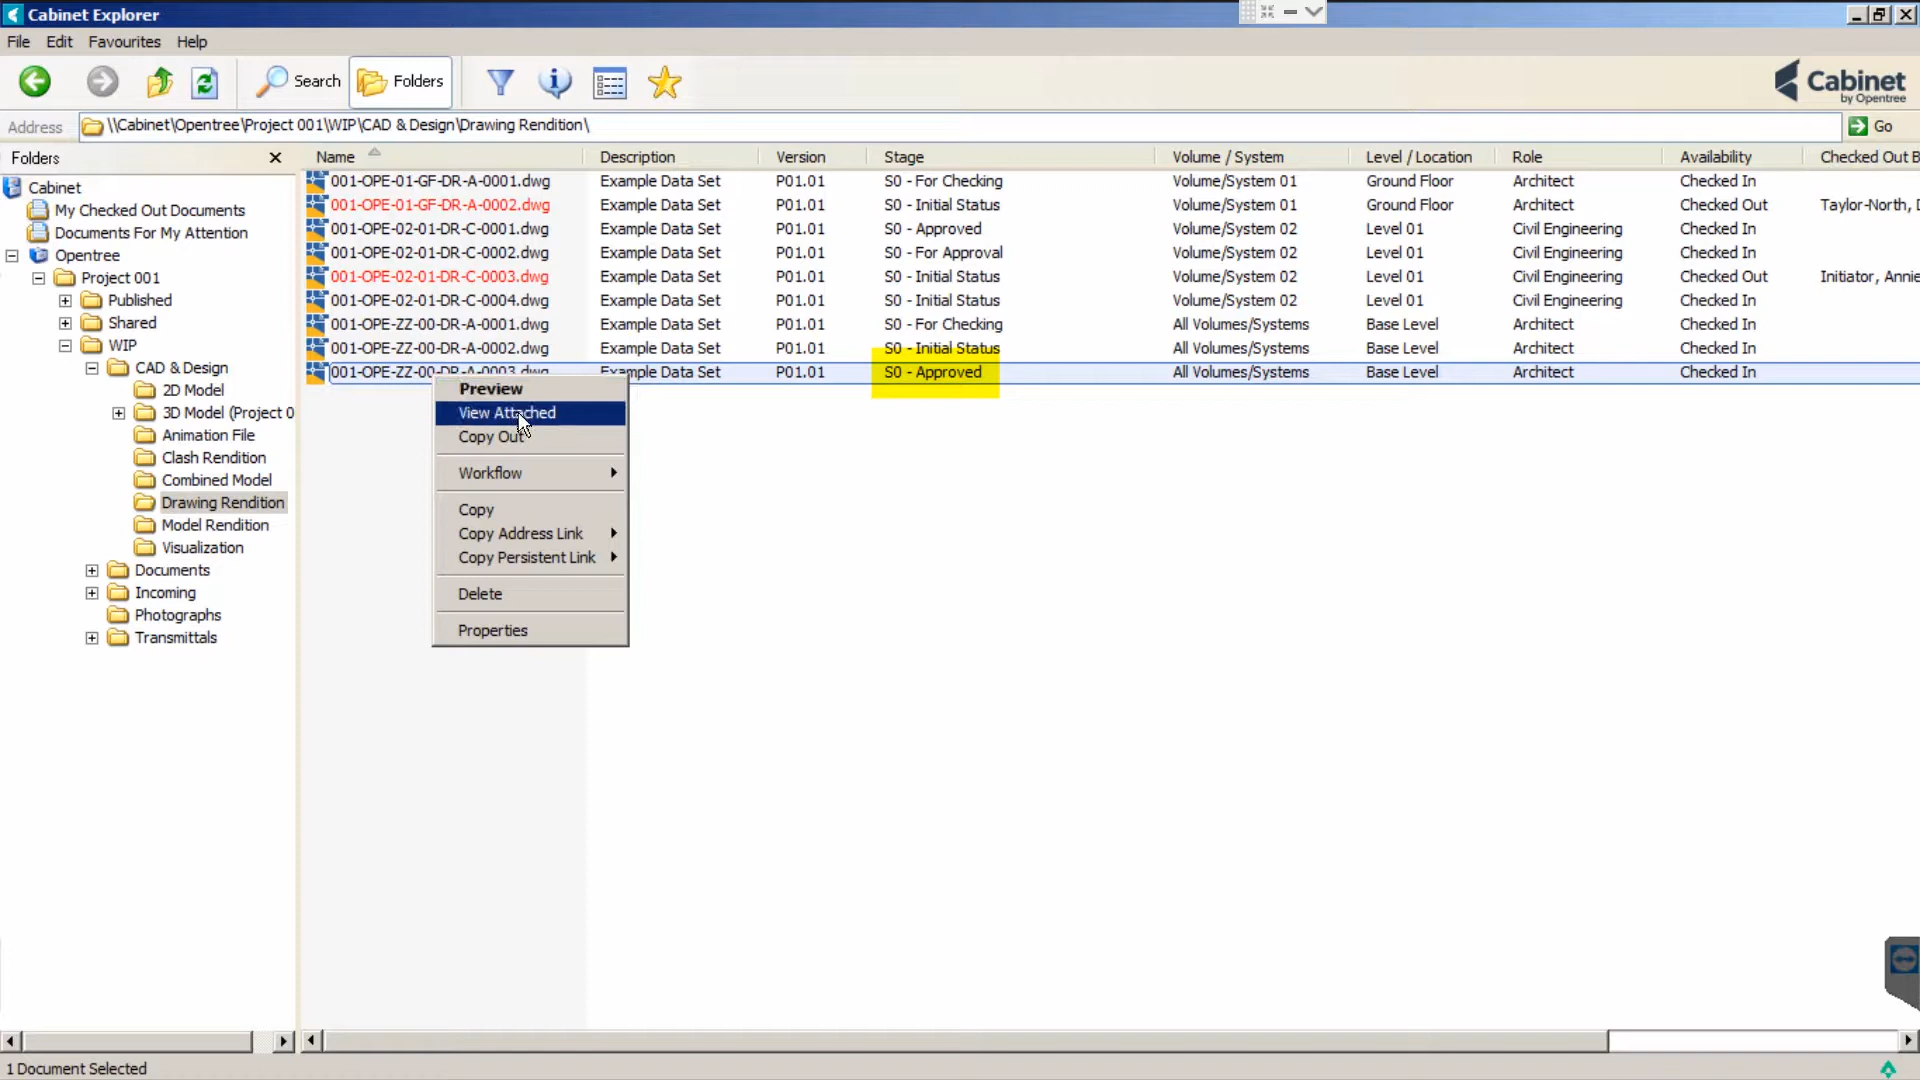 Cabinet Explorer
File Edit Favourites Help
Search Folders
Cabinet
by Opentree
Address \\Cabinet\Opentree\Project 001\WIP\CAD & Design\Drawing Rendition\ Go
Folders
Cabinet
My Checked Out Documents
Documents For My Attention
Opentree
Project 001
Published
Shared
WIP
CAD & Design
2D Model
3D Model (Project 0
Animation File
Clash Rendition
Combined Model
Drawing Rendition
Model Rendition
Visualization
Documents
Incoming
Photographs
Transmittals
Name Description Version Stage Volume / System Level / Location Role Availability Checked Out B
001-OPE-01-GF-DR-A-0001.dwg Example Data Set P01.01 S0 - For Checking Volume/System 01 Ground Floor Architect Checked In
001-OPE-01-GF-DR-A-0002.dwg Example Data Set P01.01 S0 - Initial Status Volume/System 01 Ground Floor Architect Checked Out Taylor-North, D
001-OPE-02-01-DR-C-0001.dwg Example Data Set P01.01 S0 - Approved Volume/System 02 Level 01 Civil Engineering Checked In
001-OPE-02-01-DR-C-0002.dwg Example Data Set P01.01 S0 - For Approval Volume/System 02 Level 01 Civil Engineering Checked In
001-OPE-02-01-DR-C-0003.dwg Example Data Set P01.01 S0 - Initial Status Volume/System 02 Level 01 Civil Engineering Checked Out Initiator, Annie
001-OPE-02-01-DR-C-0004.dwg Example Data Set P01.01 S0 - Initial Status Volume/System 02 Level 01 Civil Engineering Checked In
001-OPE-ZZ-00-DR-A-0001.dwg Example Data Set P01.01 S0 - For Checking All Volumes/Systems Base Level Architect Checked In
001-OPE-ZZ-00-DR-A-0002.dwg Example Data Set P01.01 S0 - Initial Status All Volumes/Systems Base Level Architect Checked In
001-OPE-ZZ-00-DR-A-0003.dwg Example Data Set P01.01 S0 - Approved All Volumes/Systems Base Level Architect Checked In
Preview
View Attached
Copy Out
Workflow
Copy
Copy Address Link
Copy Persistent Link
Delete
Properties
1 Document Selected